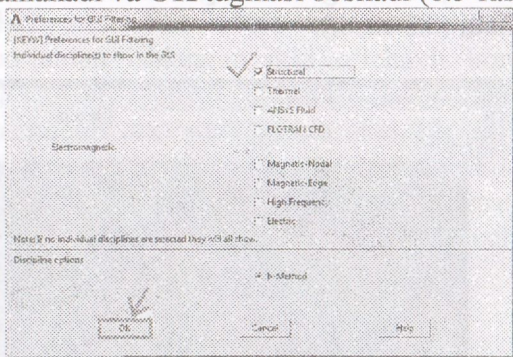 Preferences for GUI Filtering
[KEYW] Preferences for GUI Filtering
Individual discipline(s) to show in the GUI
Structural
Thermal
ANSYS Fluid
FLOTRAN CFD
Electromagnetic:
Magnetic-Nodal
Magnetic-Edge
High Frequency
Electric
Note: If no individual disciplines are selected they will all show.
Discipline options
h-Method
OK
Cancel
Help